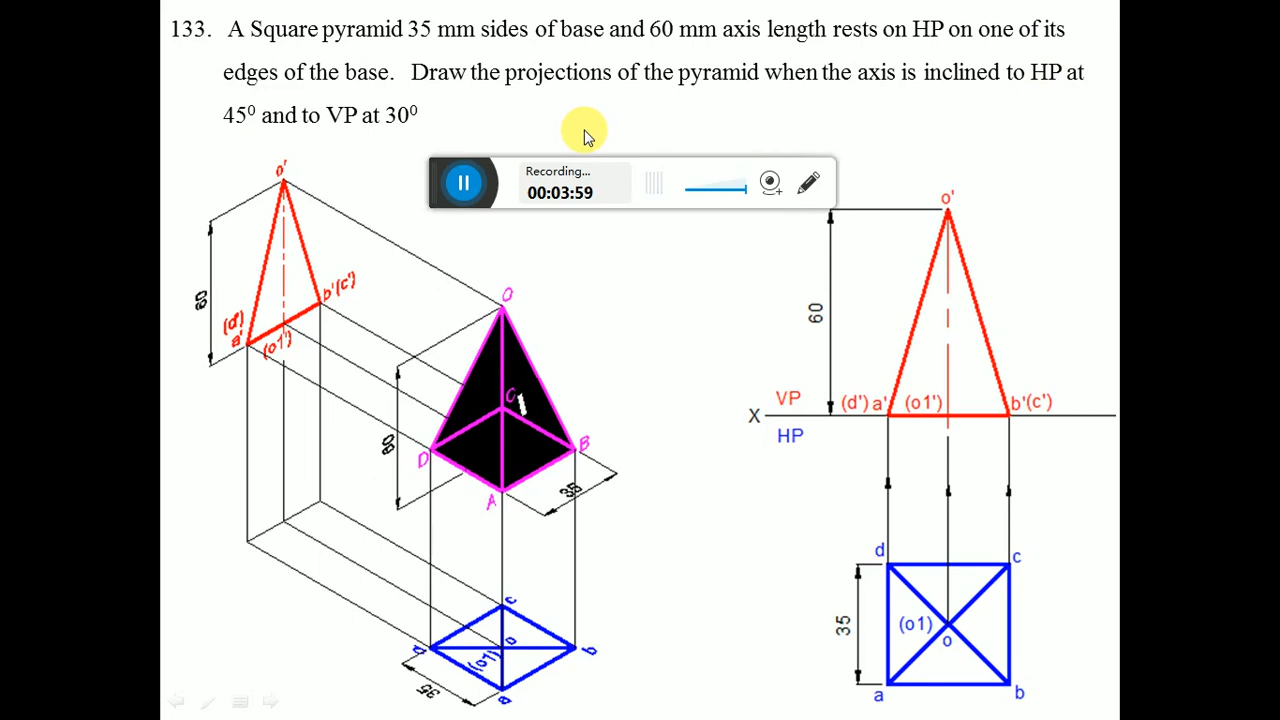 133. A Square pyramid 35 mm sides of base and 60 mm axis length rests on HP on one of its
edges of the base. Draw the projections of the pyramid when the axis is inclined to HP at
45⁰ and to VP at 30⁰
Recording...
00:03:59
o'
60
b'(c')
(d')
a'
(o1')
O
C
60
D
B
A
35
c
d
o
(o1)
b
a
35
o'
60
VP
(d') a' (o1') b'(c')
X
HP
d
c
35
(o1)
o
a
b